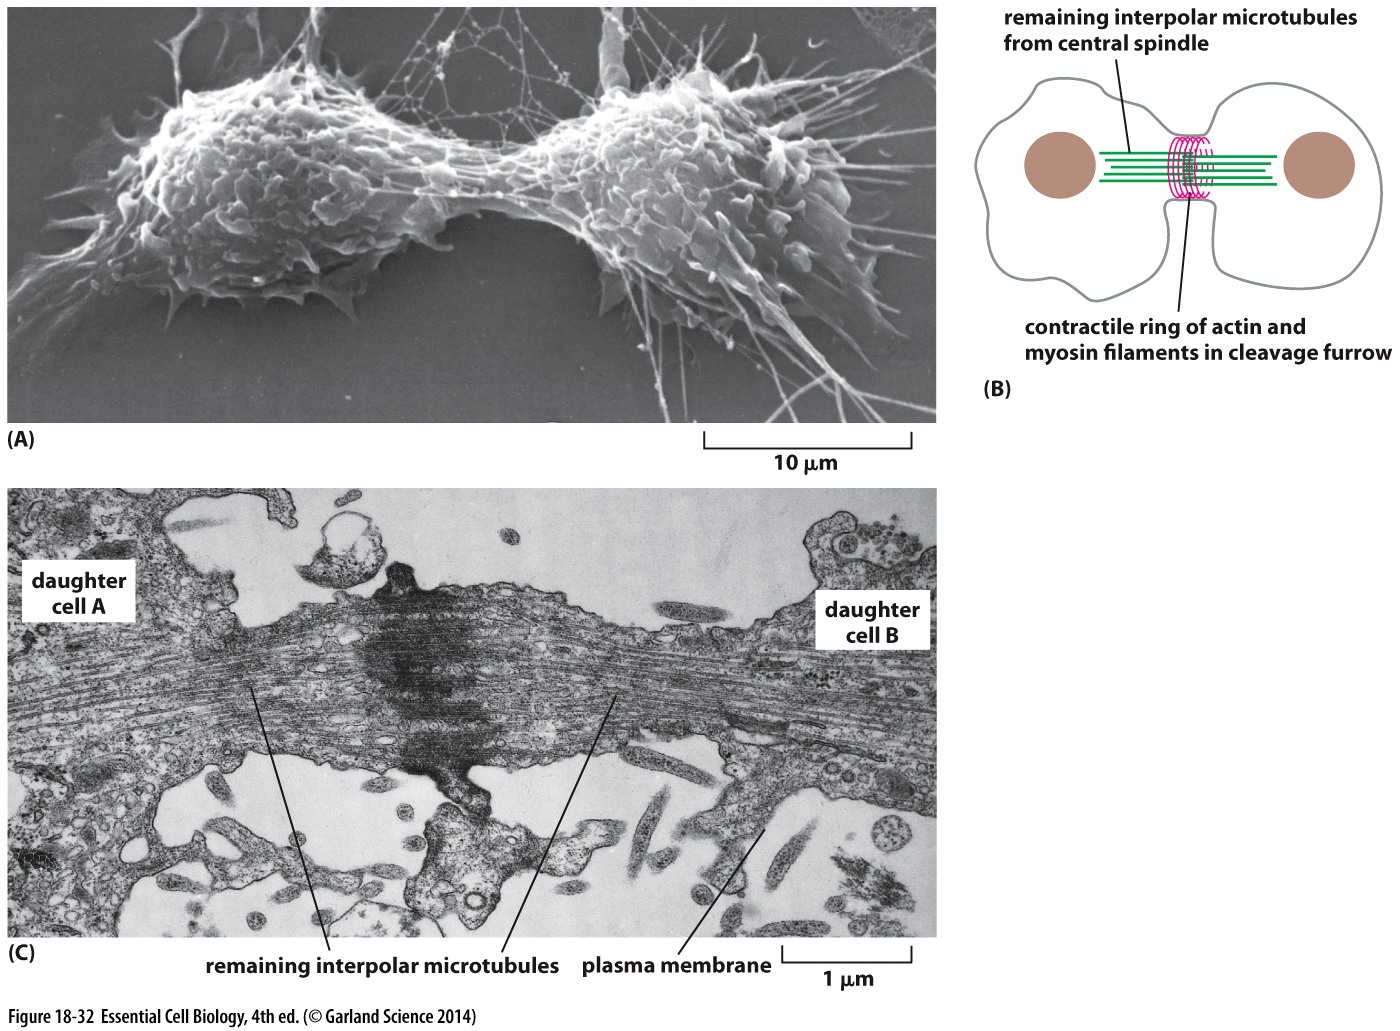 remaining interpolar microtubules
from central spindle
contractile ring of actin and
myosin filaments in cleavage furrow
(B)
(A)
10 μm
daughter
cell A
daughter
cell B
(C)
remaining interpolar microtubules
plasma membrane
1 μm
Figure 18-32 Essential Cell Biology, 4th ed. (© Garland Science 2014)